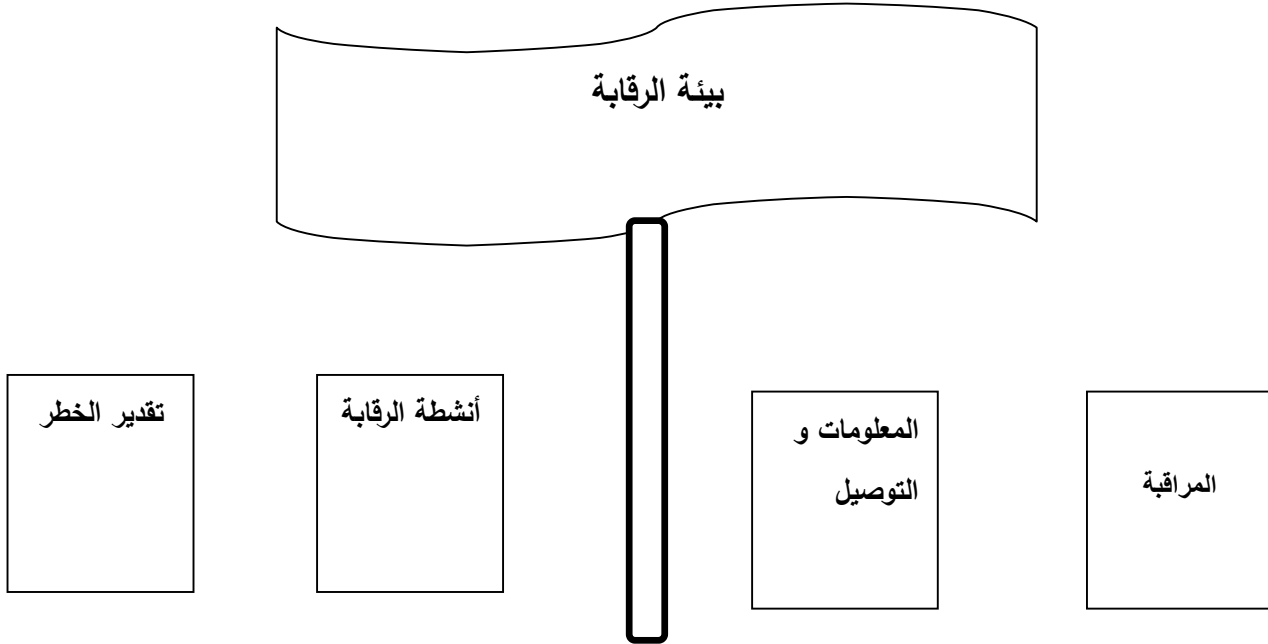 بيئة الرقابة
المراقبة
المعلومات و
التوصيل
أنشطة الرقابة
تقدير الخطر